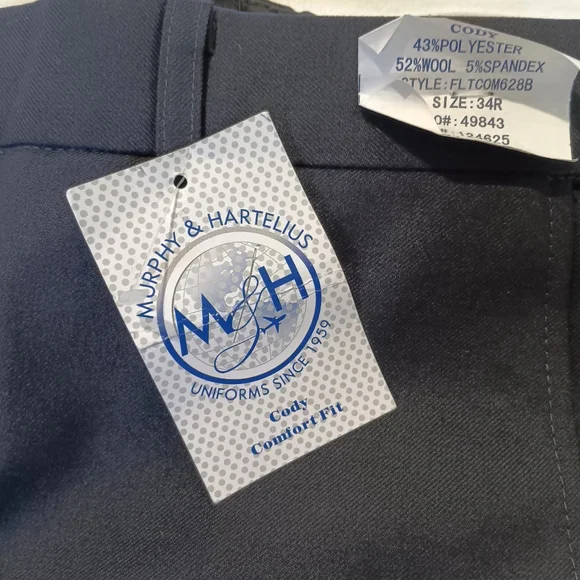 CODY
43%POLYESTER
52%WOOL 5%SPANDEX
STYLE:FLTCOM628B
SIZE:34R
O#:49843
MURPHY & HARTELIUS
M&H
UNIFORMS SINCE 1959
Cody
Comfort Fit